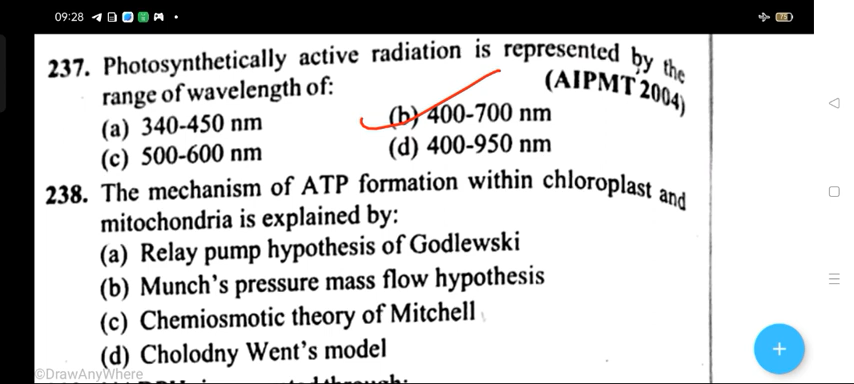 09:28
73
237. Photosynthetically active radiation is represented by the
range of wavelength of: (AIPMT 2004)
(a) 340-450 nm (b) 400-700 nm
(c) 500-600 nm (d) 400-950 nm
238. The mechanism of ATP formation within chloroplast and
mitochondria is explained by:
(a) Relay pump hypothesis of Godlewski
(b) Munch's pressure mass flow hypothesis
(c) Chemiosmotic theory of Mitchell
(d) Cholodny Went's model
©DrawAnyWhere